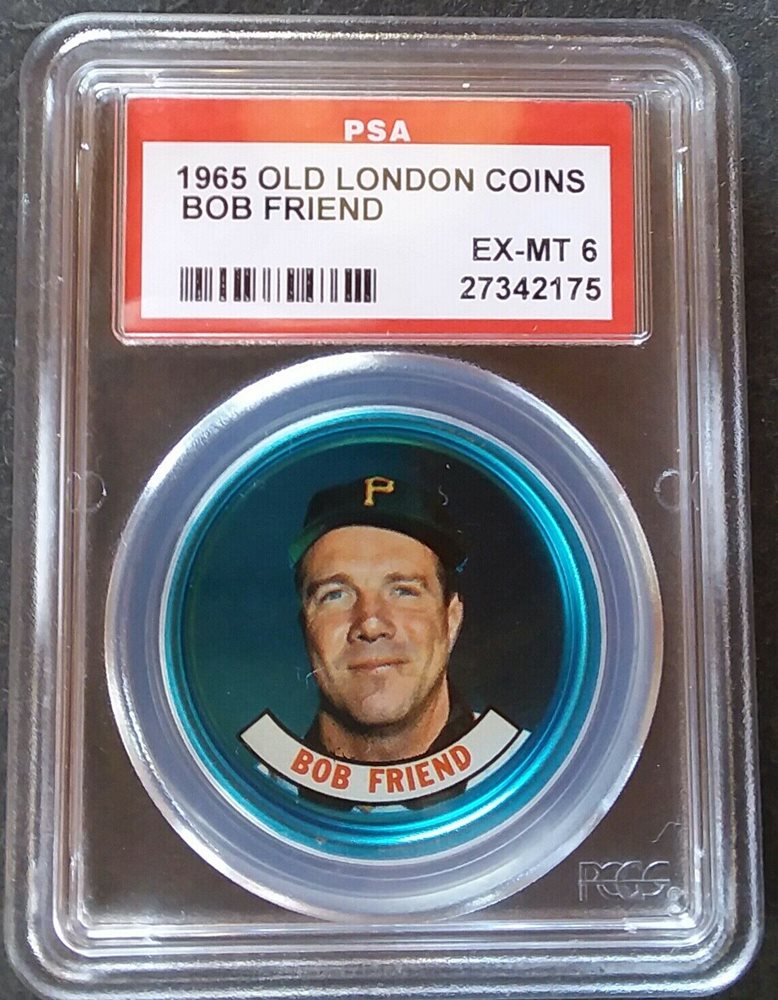 PSA
1965 OLD LONDON COINS
BOB FRIEND
EX-MT 6
27342175
P
BOB FRIEND
PCGS